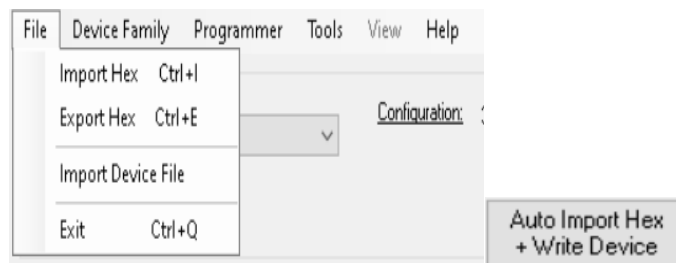 File Device Family Programmer Tools View Help
Import Hex Ctrl+I
Export Hex Ctrl+E
Configuration:
Import Device File
Exit Ctrl+Q
Auto Import Hex
+ Write Device